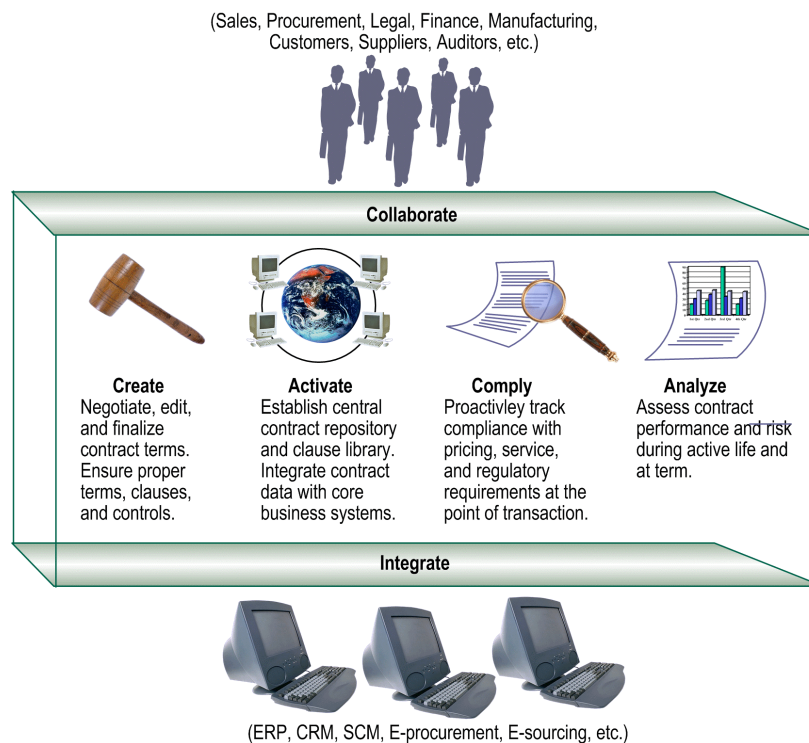 (Sales, Procurement, Legal, Finance, Manufacturing,
Customers, Suppliers, Auditors, etc.)
Collaborate
Create
Negotiate, edit,
and finalize
contract terms.
Ensure proper
terms, clauses,
and controls.
Activate
Establish central
contract repository
and clause library.
Integrate contract
data with core
business systems.
Comply
Proactivley track
compliance with
pricing, service,
and regulatory
requirements at the
point of transaction.
Analyze
Assess contract
performance and risk
during active life and
at term.
Integrate
(ERP, CRM, SCM, E-procurement, E-sourcing, etc.)